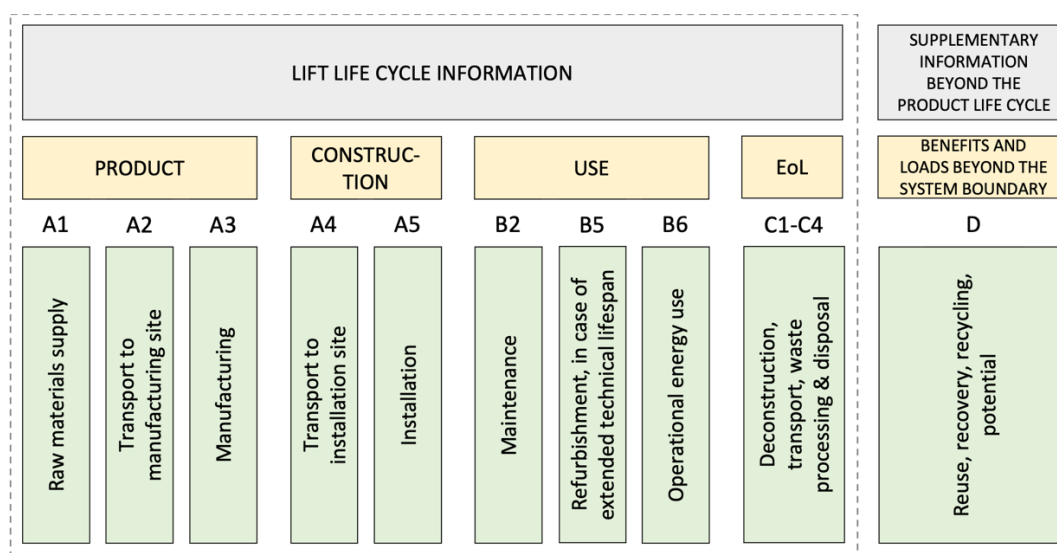 LIFT LIFE CYCLE INFORMATION
SUPPLEMENTARY
INFORMATION
BEYOND THE
PRODUCT LIFE CYCLE
PRODUCT
CONSTRUC-
TION
USE
EoL
BENEFITS AND
LOADS BEYOND THE
SYSTEM BOUNDARY
A1
A2
A3
A4
A5
B2
B5
B6
C1-C4
D
Raw materials supply
Transport to
manufacturing site
Manufacturing
Transport to
installation site
Installation
Maintenance
Refurbishment, in case of
extended technical lifespan
Operational energy use
Deconstruction,
transport, waste
processing & disposal
Reuse, recovery, recycling,
potential